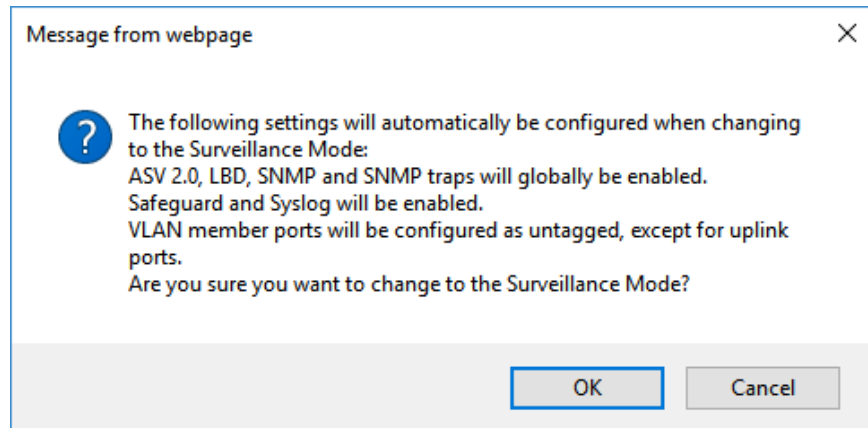 Message from webpage
The following settings will automatically be configured when changing
to the Surveillance Mode:
ASV 2.0, LBD, SNMP and SNMP traps will globally be enabled.
Safeguard and Syslog will be enabled.
VLAN member ports will be configured as untagged, except for uplink
ports.
Are you sure you want to change to the Surveillance Mode?
OK
Cancel